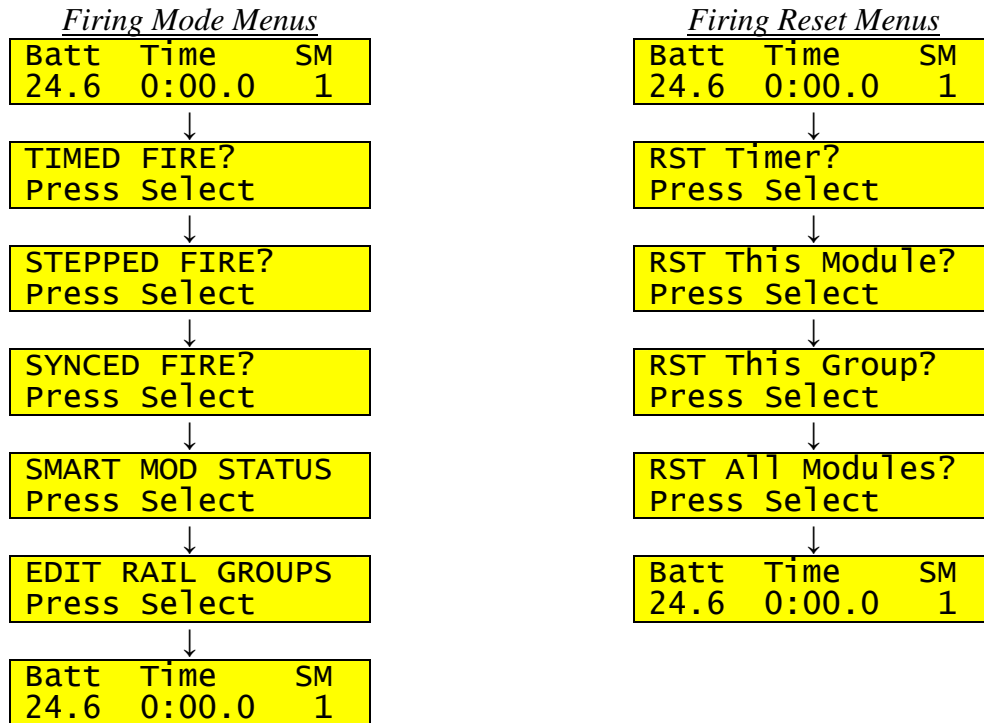 Firing Mode Menus
Batt Time SM
24.6 0:00.0 1
↓
TIMED FIRE?
Press Select
↓
STEPPED FIRE?
Press Select
↓
SYNCED FIRE?
Press Select
↓
SMART MOD STATUS
Press Select
↓
EDIT RAIL GROUPS
Press Select
↓
Batt Time SM
24.6 0:00.0 1
Firing Reset Menus
Batt Time SM
24.6 0:00.0 1
↓
RST Timer?
Press Select
↓
RST This Module?
Press Select
↓
RST This Group?
Press Select
↓
RST All Modules?
Press Select
↓
Batt Time SM
24.6 0:00.0 1